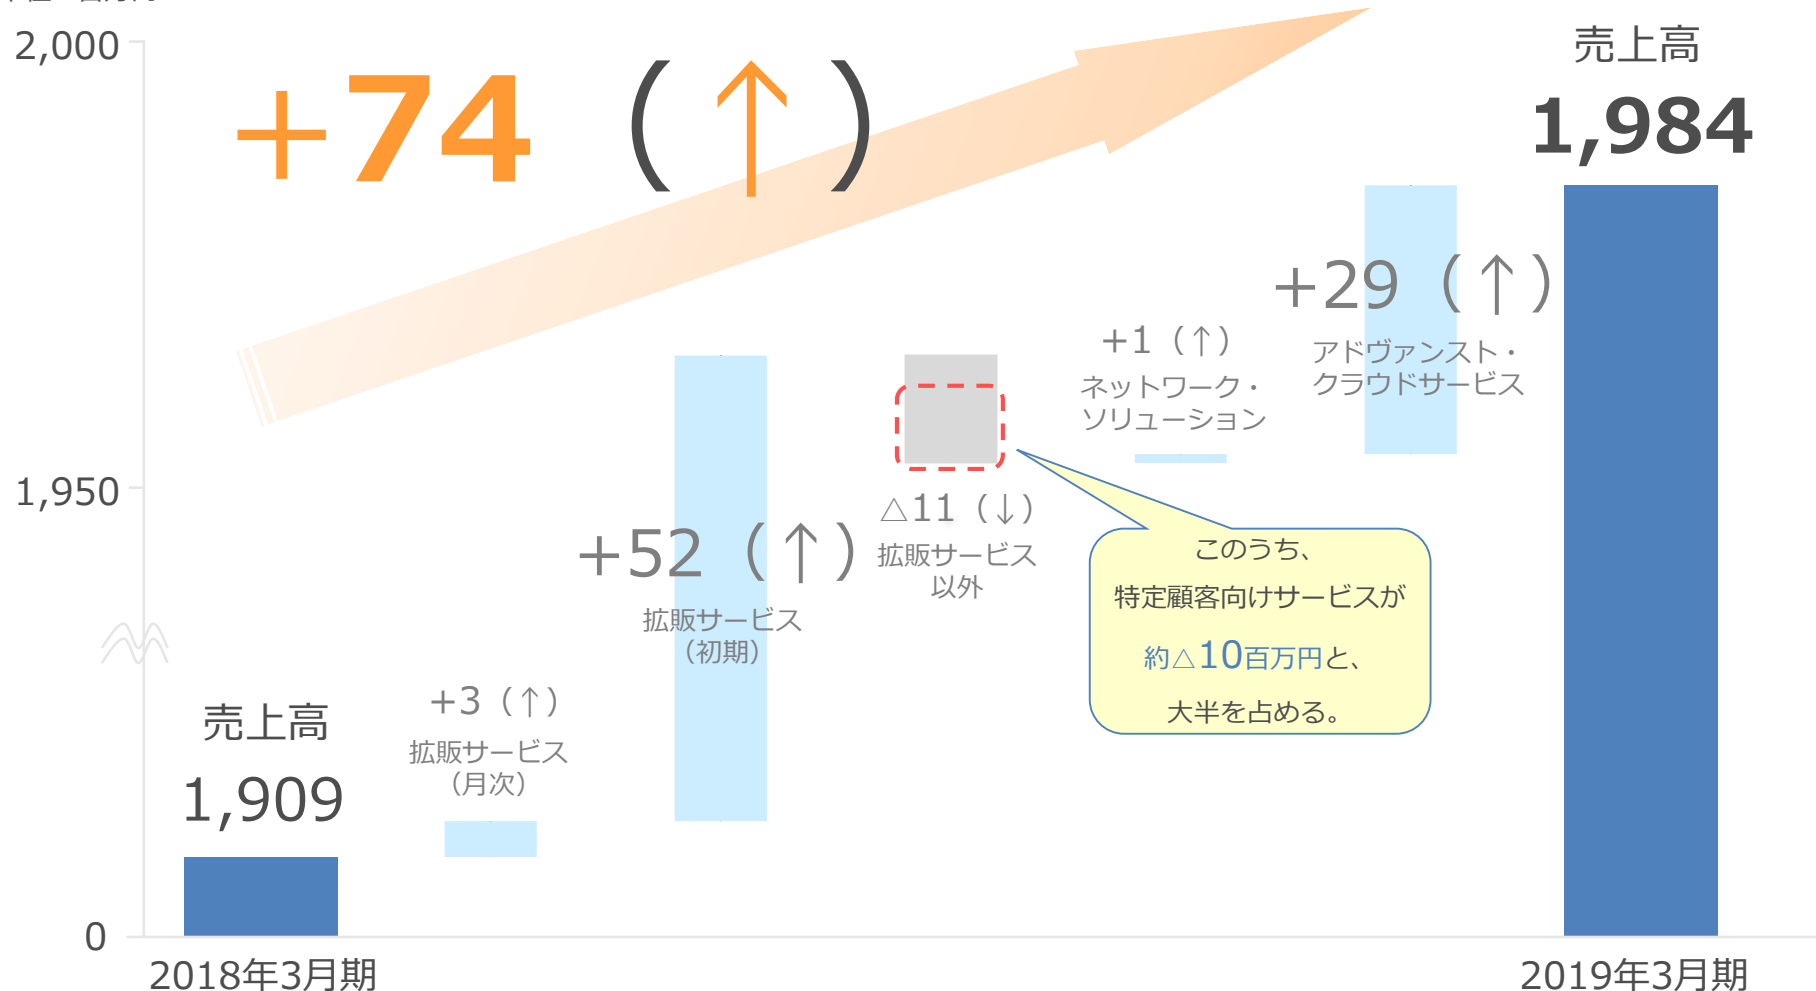 2,000
1,950
0
+74（↑）
売上高
1,909
2018年3月期
+3（↑）
拡販サービス
（月次）
+52（↑）
拡販サービス
（初期）
△11（↓）
拡販サービス
以外
+1（↑）
ネットワーク・
ソリューション
+29（↑）
アドヴァンスト・
クラウドサービス
このうち、
特定顧客向けサービスが
約△10百万円と、
大半を占める。
売上高
1,984
2019年3月期